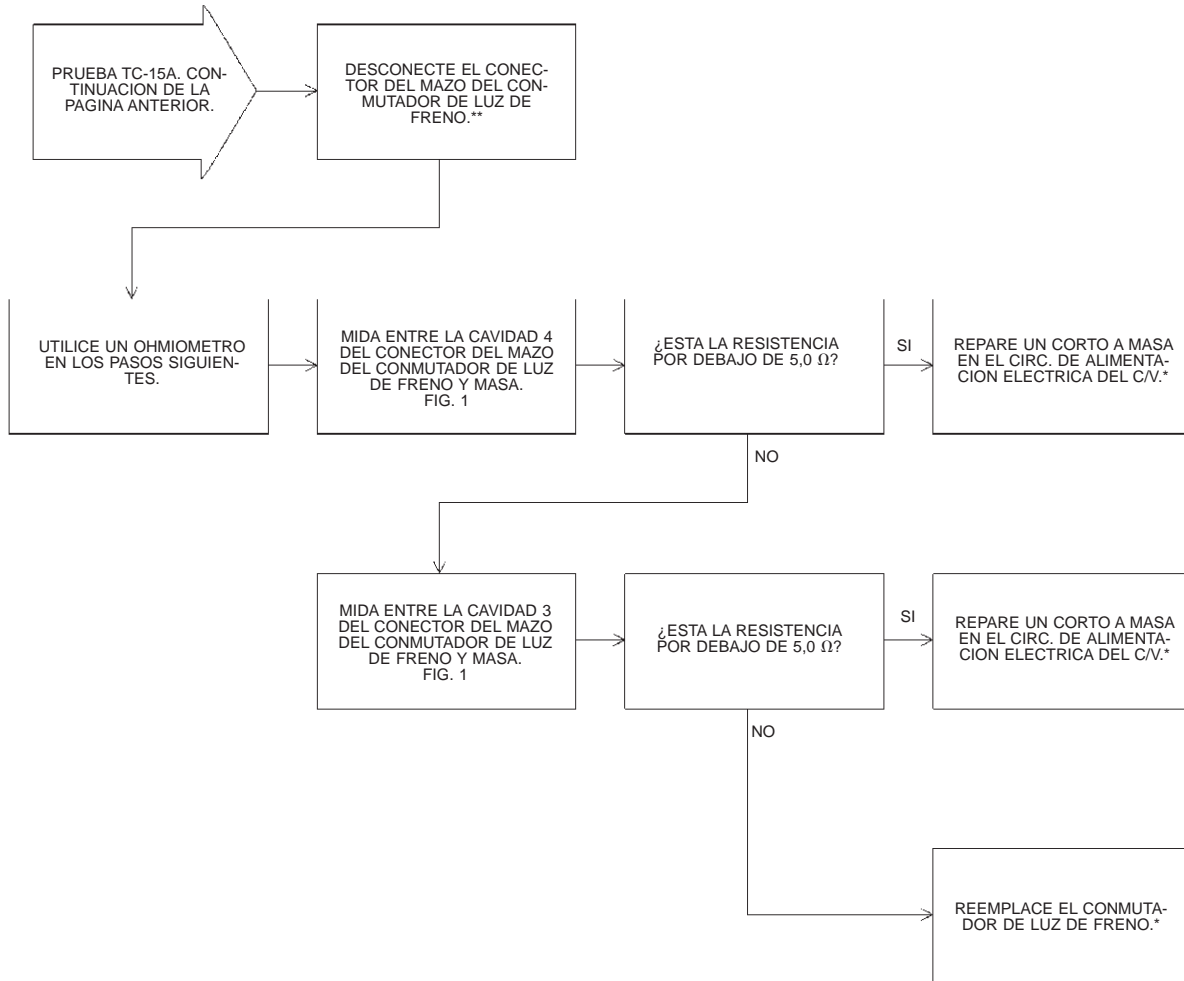 PRUEBA TC-15A. CON-
TINUACION DE LA
PAGINA ANTERIOR.
DESCONECTE EL CONEC-
TOR DEL MAZO DEL CON-
MUTADOR DE LUZ DE
FRENO.**
UTILICE UN OHMIOMETRO
EN LOS PASOS SIGUIEN-
TES.
MIDA ENTRE LA CAVIDAD 4
DEL CONECTOR DEL MAZO
DEL CONMUTADOR DE LUZ
DE FRENO Y MASA.
FIG. 1
¿ESTA LA RESISTENCIA
POR DEBAJO DE 5,0 Ω?
SI
REPARE UN CORTO A MASA
EN EL CIRC. DE ALIMENTA-
CION ELECTRICA DEL C/V.*
NO
MIDA ENTRE LA CAVIDAD 3
DEL CONECTOR DEL MAZO
DEL CONMUTADOR DE LUZ
DE FRENO Y MASA.
FIG. 1
¿ESTA LA RESISTENCIA
POR DEBAJO DE 5,0 Ω?
SI
REPARE UN CORTO A MASA
EN EL CIRC. DE ALIMENTA-
CION ELECTRICA DEL C/V.*
NO
REEMPLACE EL CONMUTA-
DOR DE LUZ DE FRENO.*